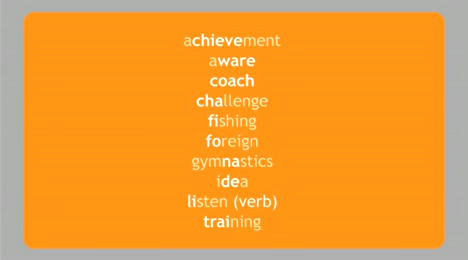 achievement
aware
coach
challenge
fishing
foreign
gymnastics
idea
listen (verb)
training